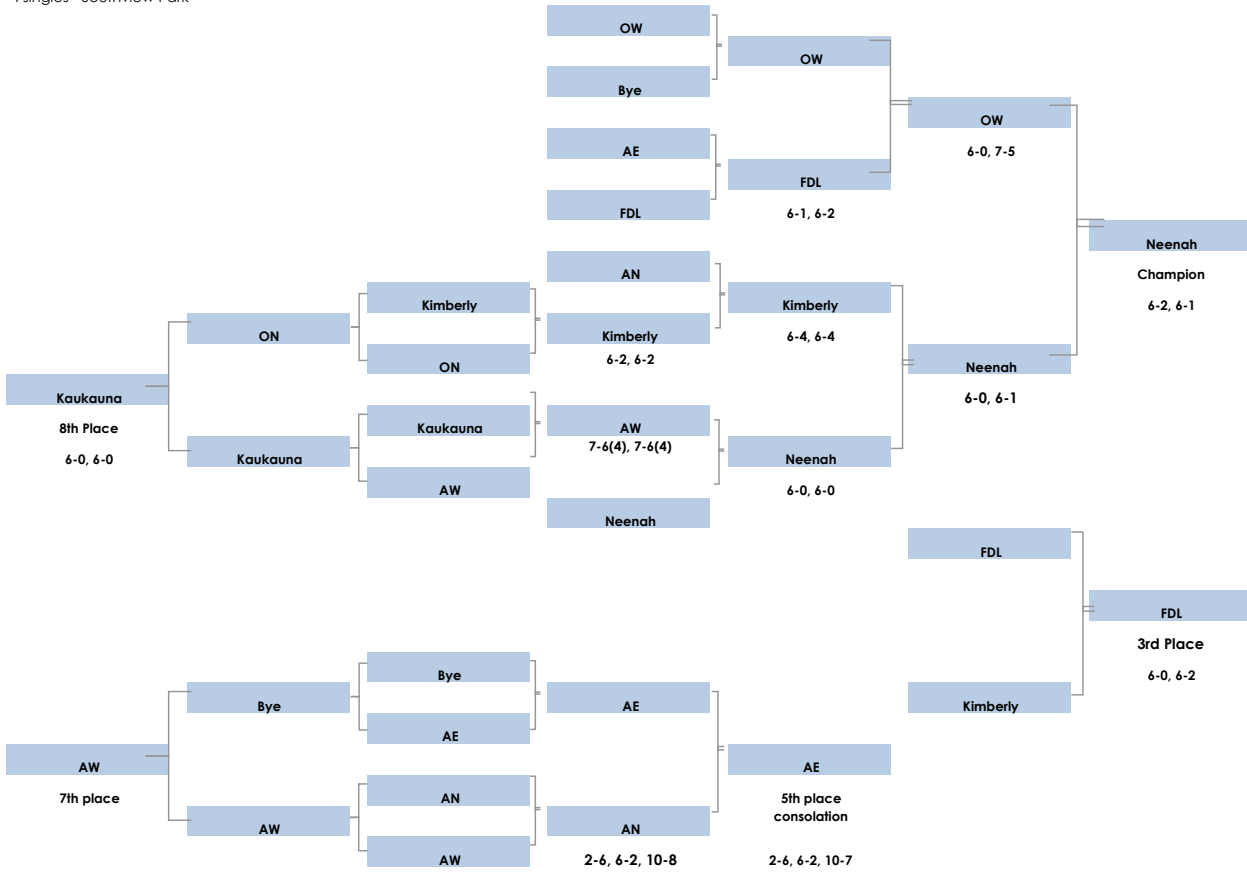 OW
Bye
OW
AE
FDL
FDL
6-1, 6-2
OW
6-0, 7-5
Neenah
Champion
6-2, 6-1
AN
Kimberly
ON
Kimberly
6-2, 6-2
Kimberly
6-4, 6-4
ON
Neenah
6-0, 6-1
Kaukauna
8th Place
6-0, 6-0
Kaukauna
Kaukauna
AW
AW
7-6(4), 7-6(4)
Neenah
6-0, 6-0
Neenah
FDL
FDL
3rd Place
6-0, 6-2
Kimberly
Bye
AE
Bye
AE
AE
5th place
consolation
2-6, 6-2, 10-7
AW
7th place
AN
AW
AW
AN
2-6, 6-2, 10-8